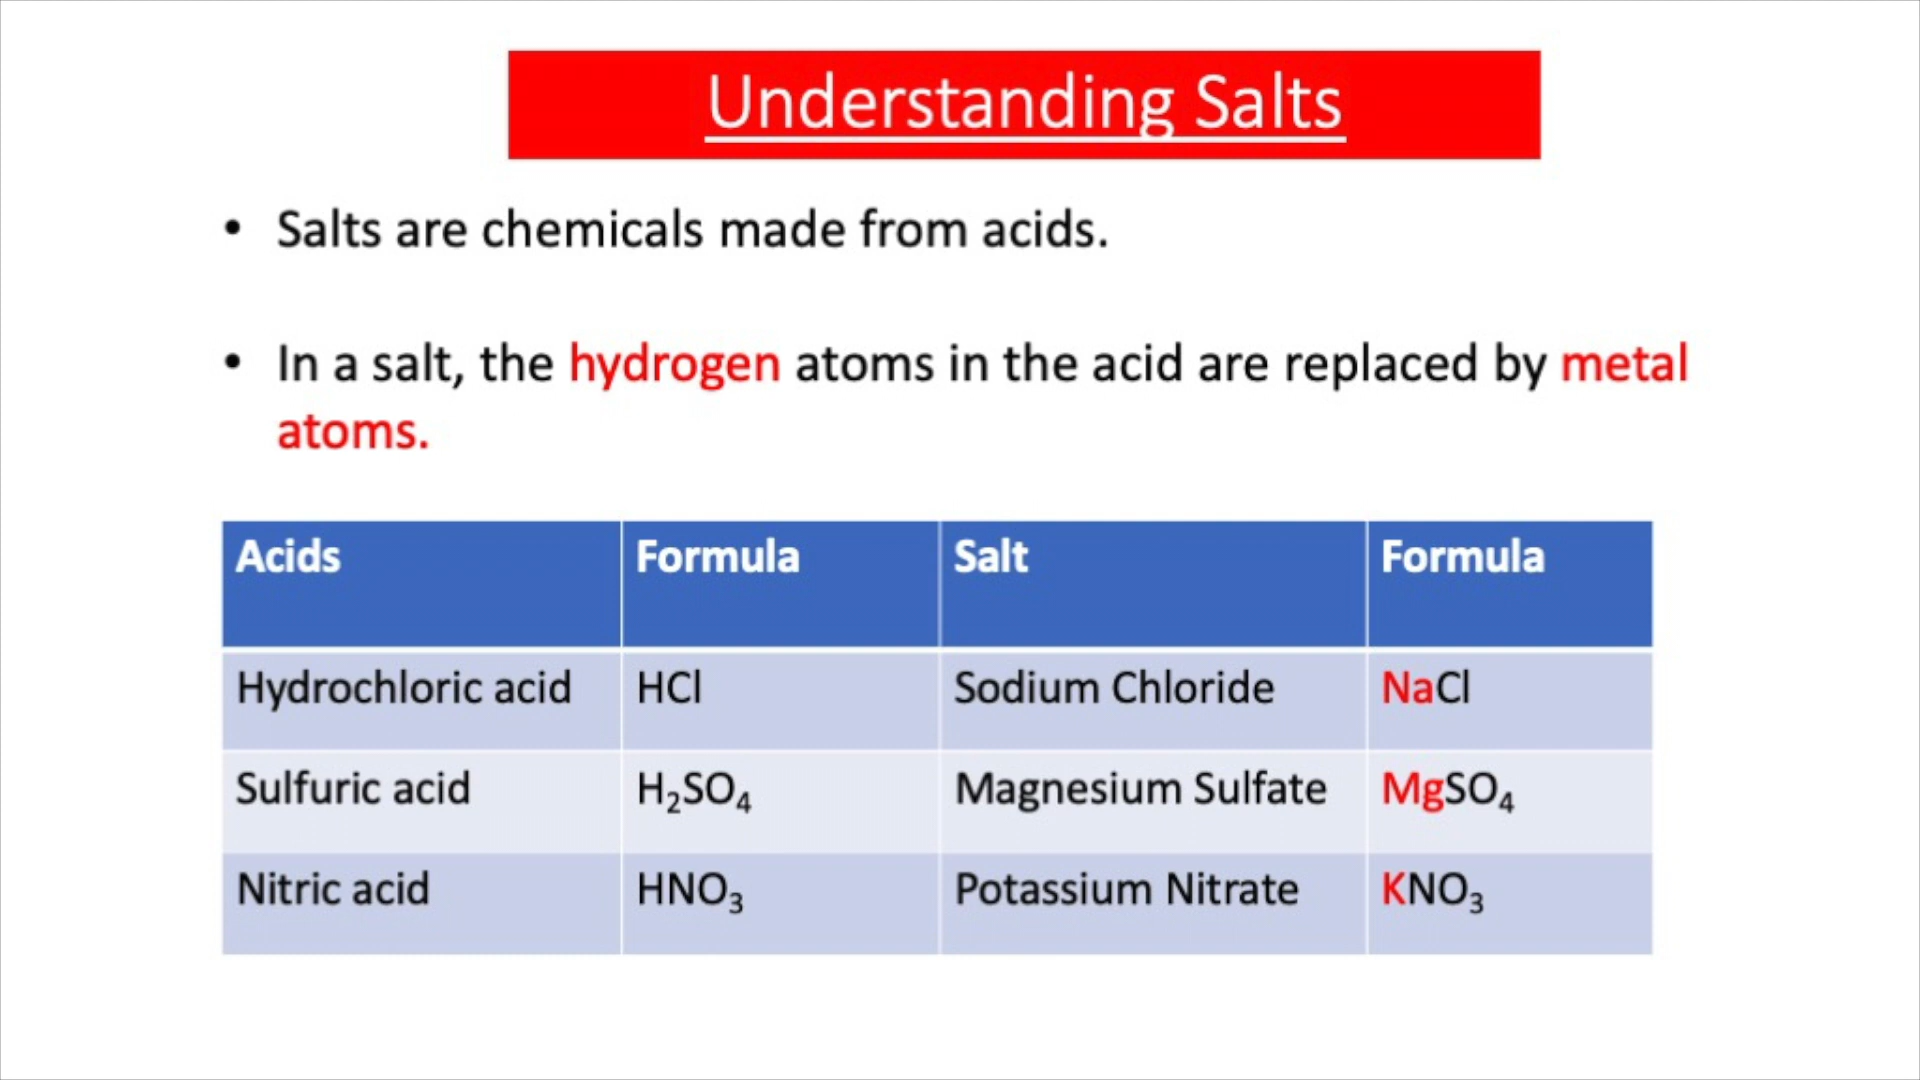 Understanding Salts
• Salts are chemicals made from acids.
• In a salt, the hydrogen atoms in the acid are replaced by metal
atoms.
Acids Formula Salt Formula
Hydrochloric acid HCl Sodium Chloride NaCl
Sulfuric acid H₂SO₄ Magnesium Sulfate MgSO₄
Nitric acid HNO₃ Potassium Nitrate KNO₃